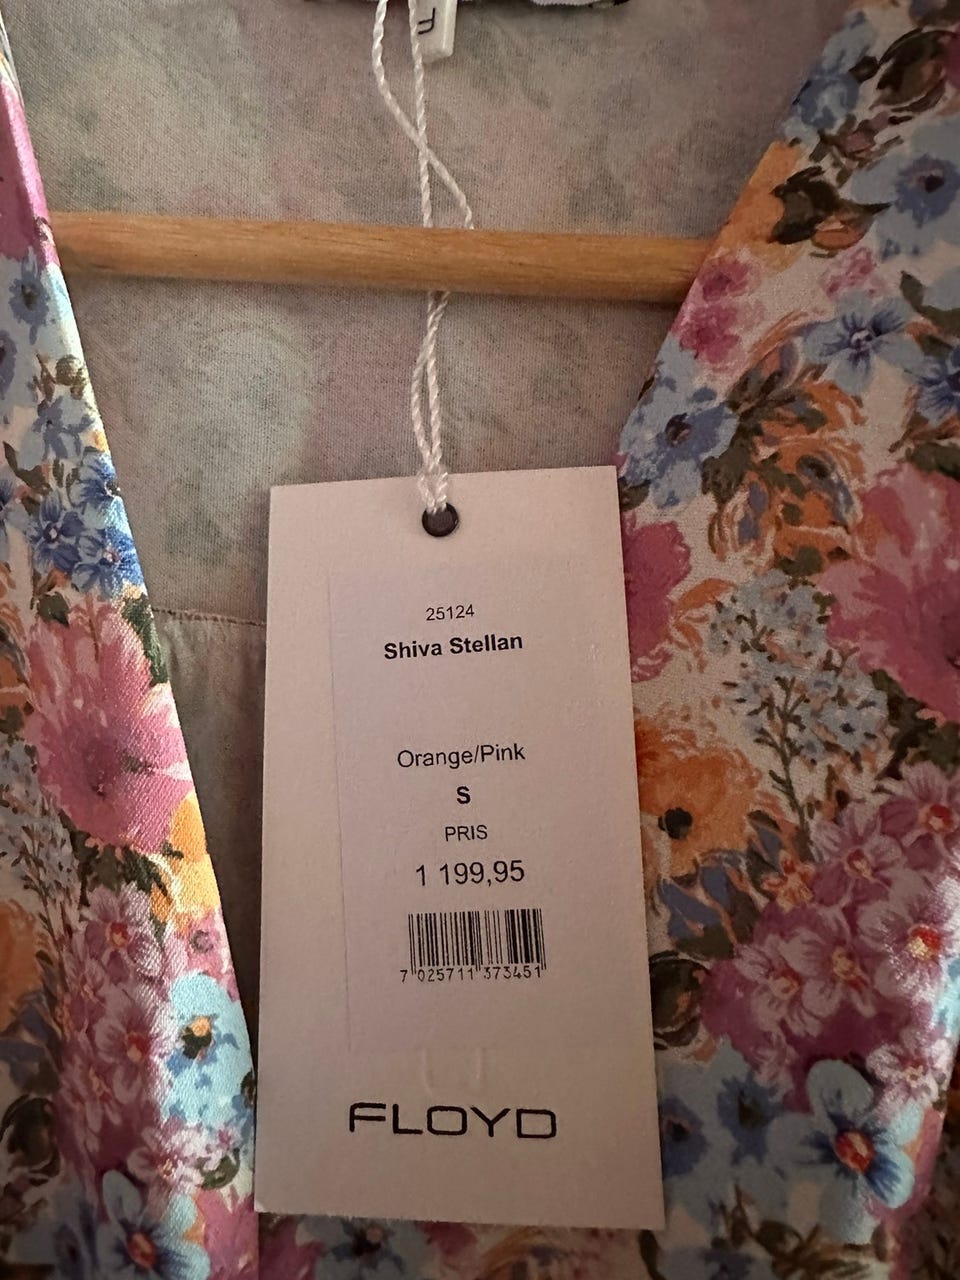 F
25124
Shiva Stellan
Orange/Pink
S
PRIS
1 199,95
7 025711 373451
FLOYD